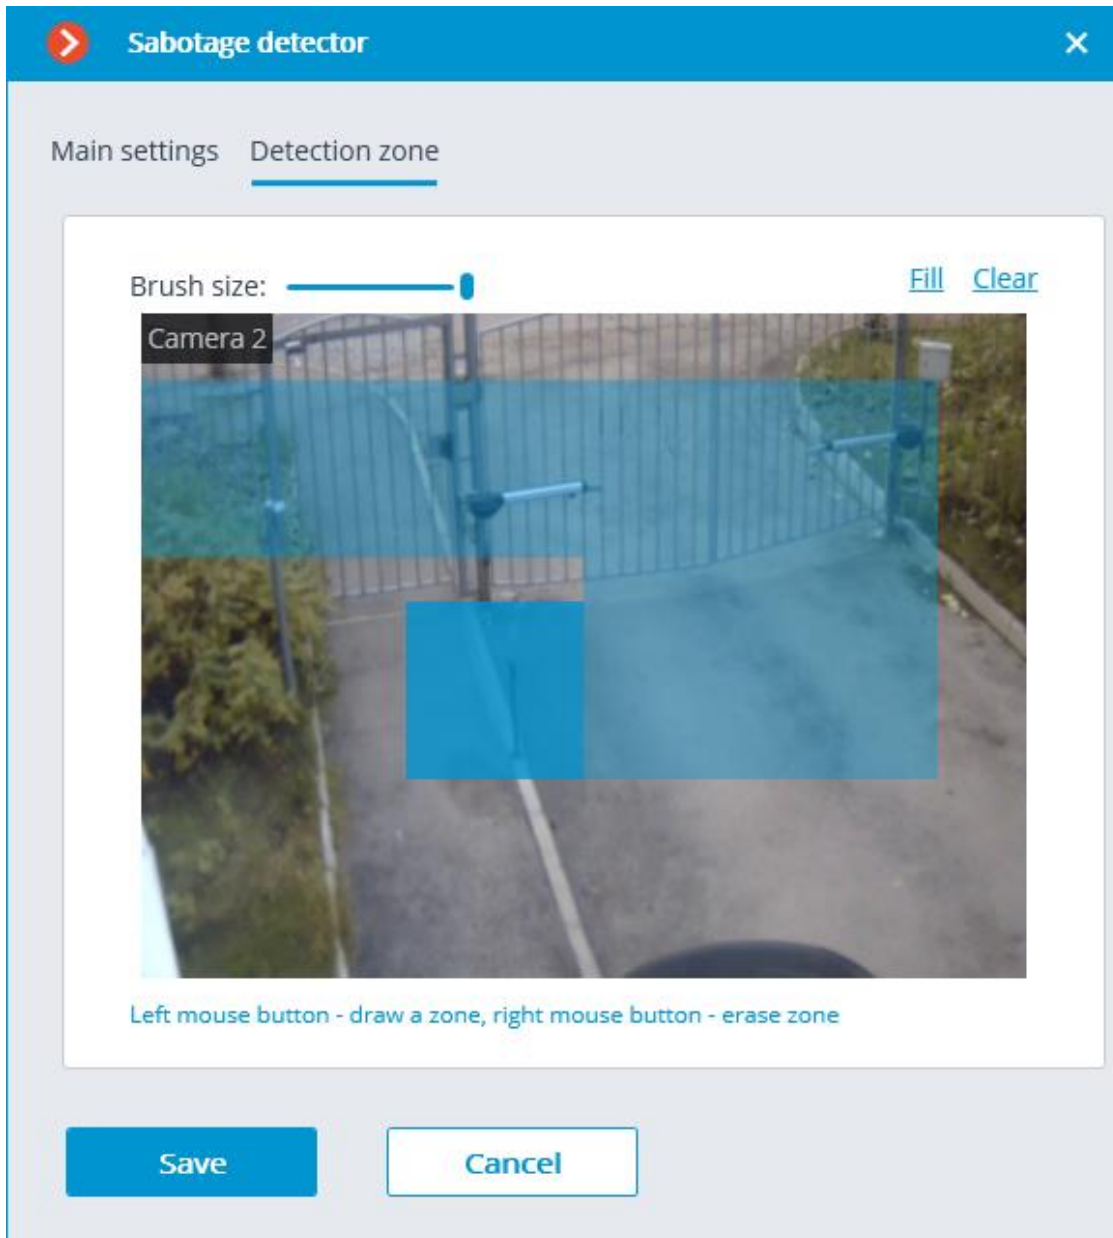 Sabotage detector
Main settings Detection zone
Brush size: Fill Clear
Camera 2
Left mouse button - draw a zone, right mouse button - erase zone
Save Cancel